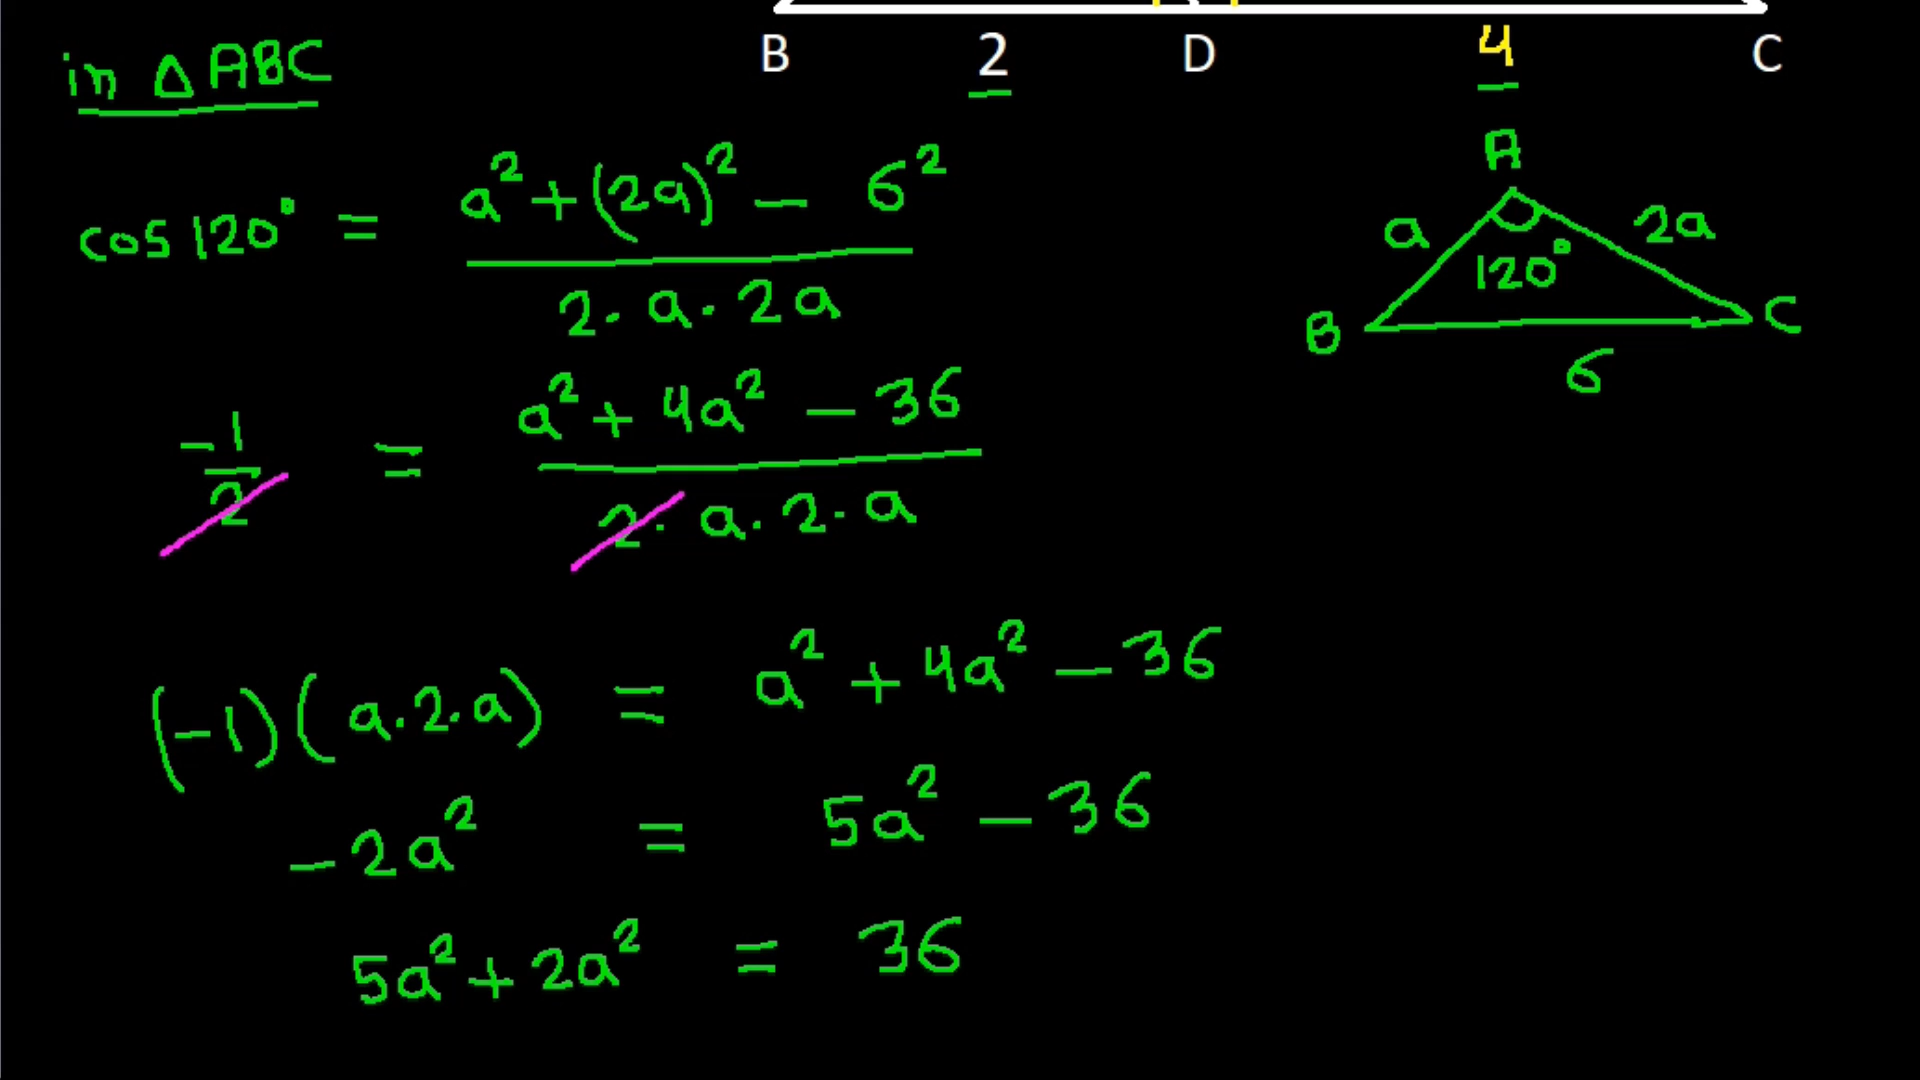 B 2 D 4 C
in △ ABC
A
a 2a
120°
B C
6
cos 120° = (a² + (2a)² − 6²) / (2 · a · 2a)
−1/2 = (a² + 4a² − 36) / (2 · a · 2 · a)
(−1)(a.2.a) = a² + 4a² − 36
−2a² = 5a² − 36
5a² + 2a² = 36